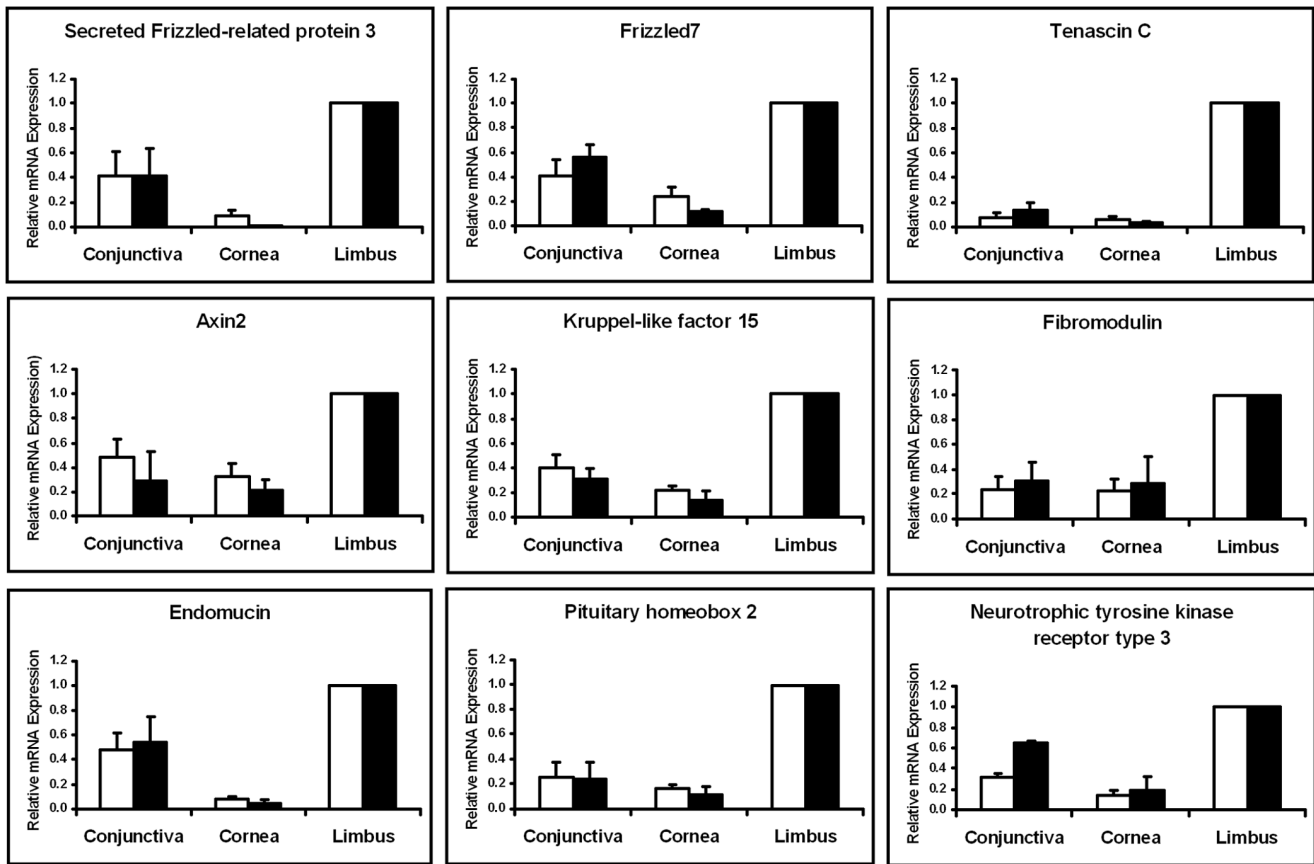 Secreted Frizzled-related protein 3
Relative mRNA Expression
1.2
1.0
0.8
0.6
0.4
0.2
0.0
Conjunctiva Cornea Limbus
Frizzled7
Relative mRNA Expression
1.2
1.0
0.8
0.6
0.4
0.2
0.0
Conjunctiva Cornea Limbus
Tenascin C
Relative mRNA Expression
1.2
1.0
0.8
0.6
0.4
0.2
0.0
Conjunctiva Cornea Limbus
Axin2
Relative mRNA Expression)
1.2
1.0
0.8
0.6
0.4
0.2
0.0
Conjunctiva Cornea Limbus
Kruppel-like factor 15
Relative mRNA Expression
1.2
1.0
0.8
0.6
0.4
0.2
0.0
Conjunctiva Cornea Limbus
Fibromodulin
Relative mRNA Expression
1.2
1.0
0.8
0.6
0.4
0.2
0.0
Conjunctiva Cornea Limbus
Endomucin
Relative mRNA Expression
1.2
1.0
0.8
0.6
0.4
0.2
0.0
Conjunctiva Cornea Limbus
Pituitary homeobox 2
Relative mRNA Expression
1.2
1.0
0.8
0.6
0.4
0.2
0.0
Conjunctiva Cornea Limbus
Neurotrophic tyrosine kinase
receptor type 3
Relative mRNA Expression
1.2
1.0
0.8
0.6
0.4
0.2
0.0
Conjunctiva Cornea Limbus